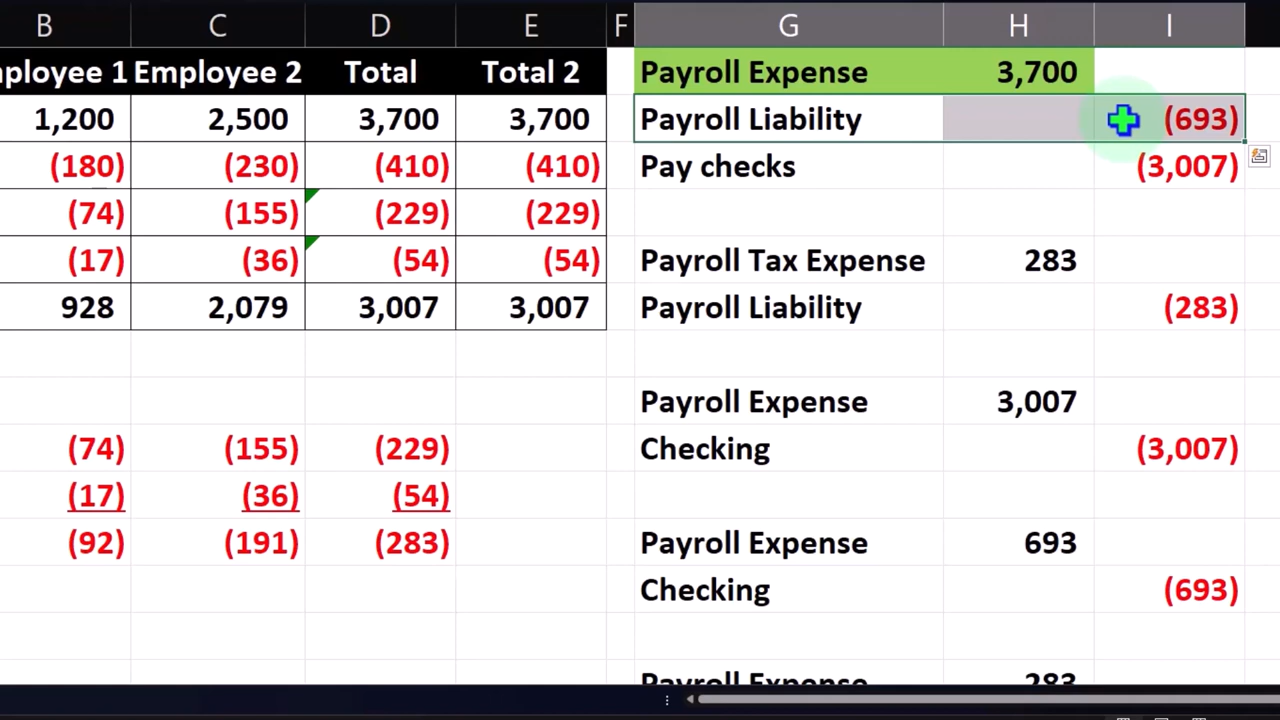 B C D E F G H I
ployee 1 Employee 2 Total Total 2 Payroll Expense 3,700
1,200 2,500 3,700 3,700 Payroll Liability (693)
(180) (230) (410) (410) Pay checks (3,007)
(74) (155) (229) (229)
(17) (36) (54) (54) Payroll Tax Expense 283
928 2,079 3,007 3,007 Payroll Liability (283)
Payroll Expense 3,007
(74) (155) (229) Checking (3,007)
(17) (36) (54)
(92) (191) (283) Payroll Expense 693
Checking (693)
Payroll Expense 283